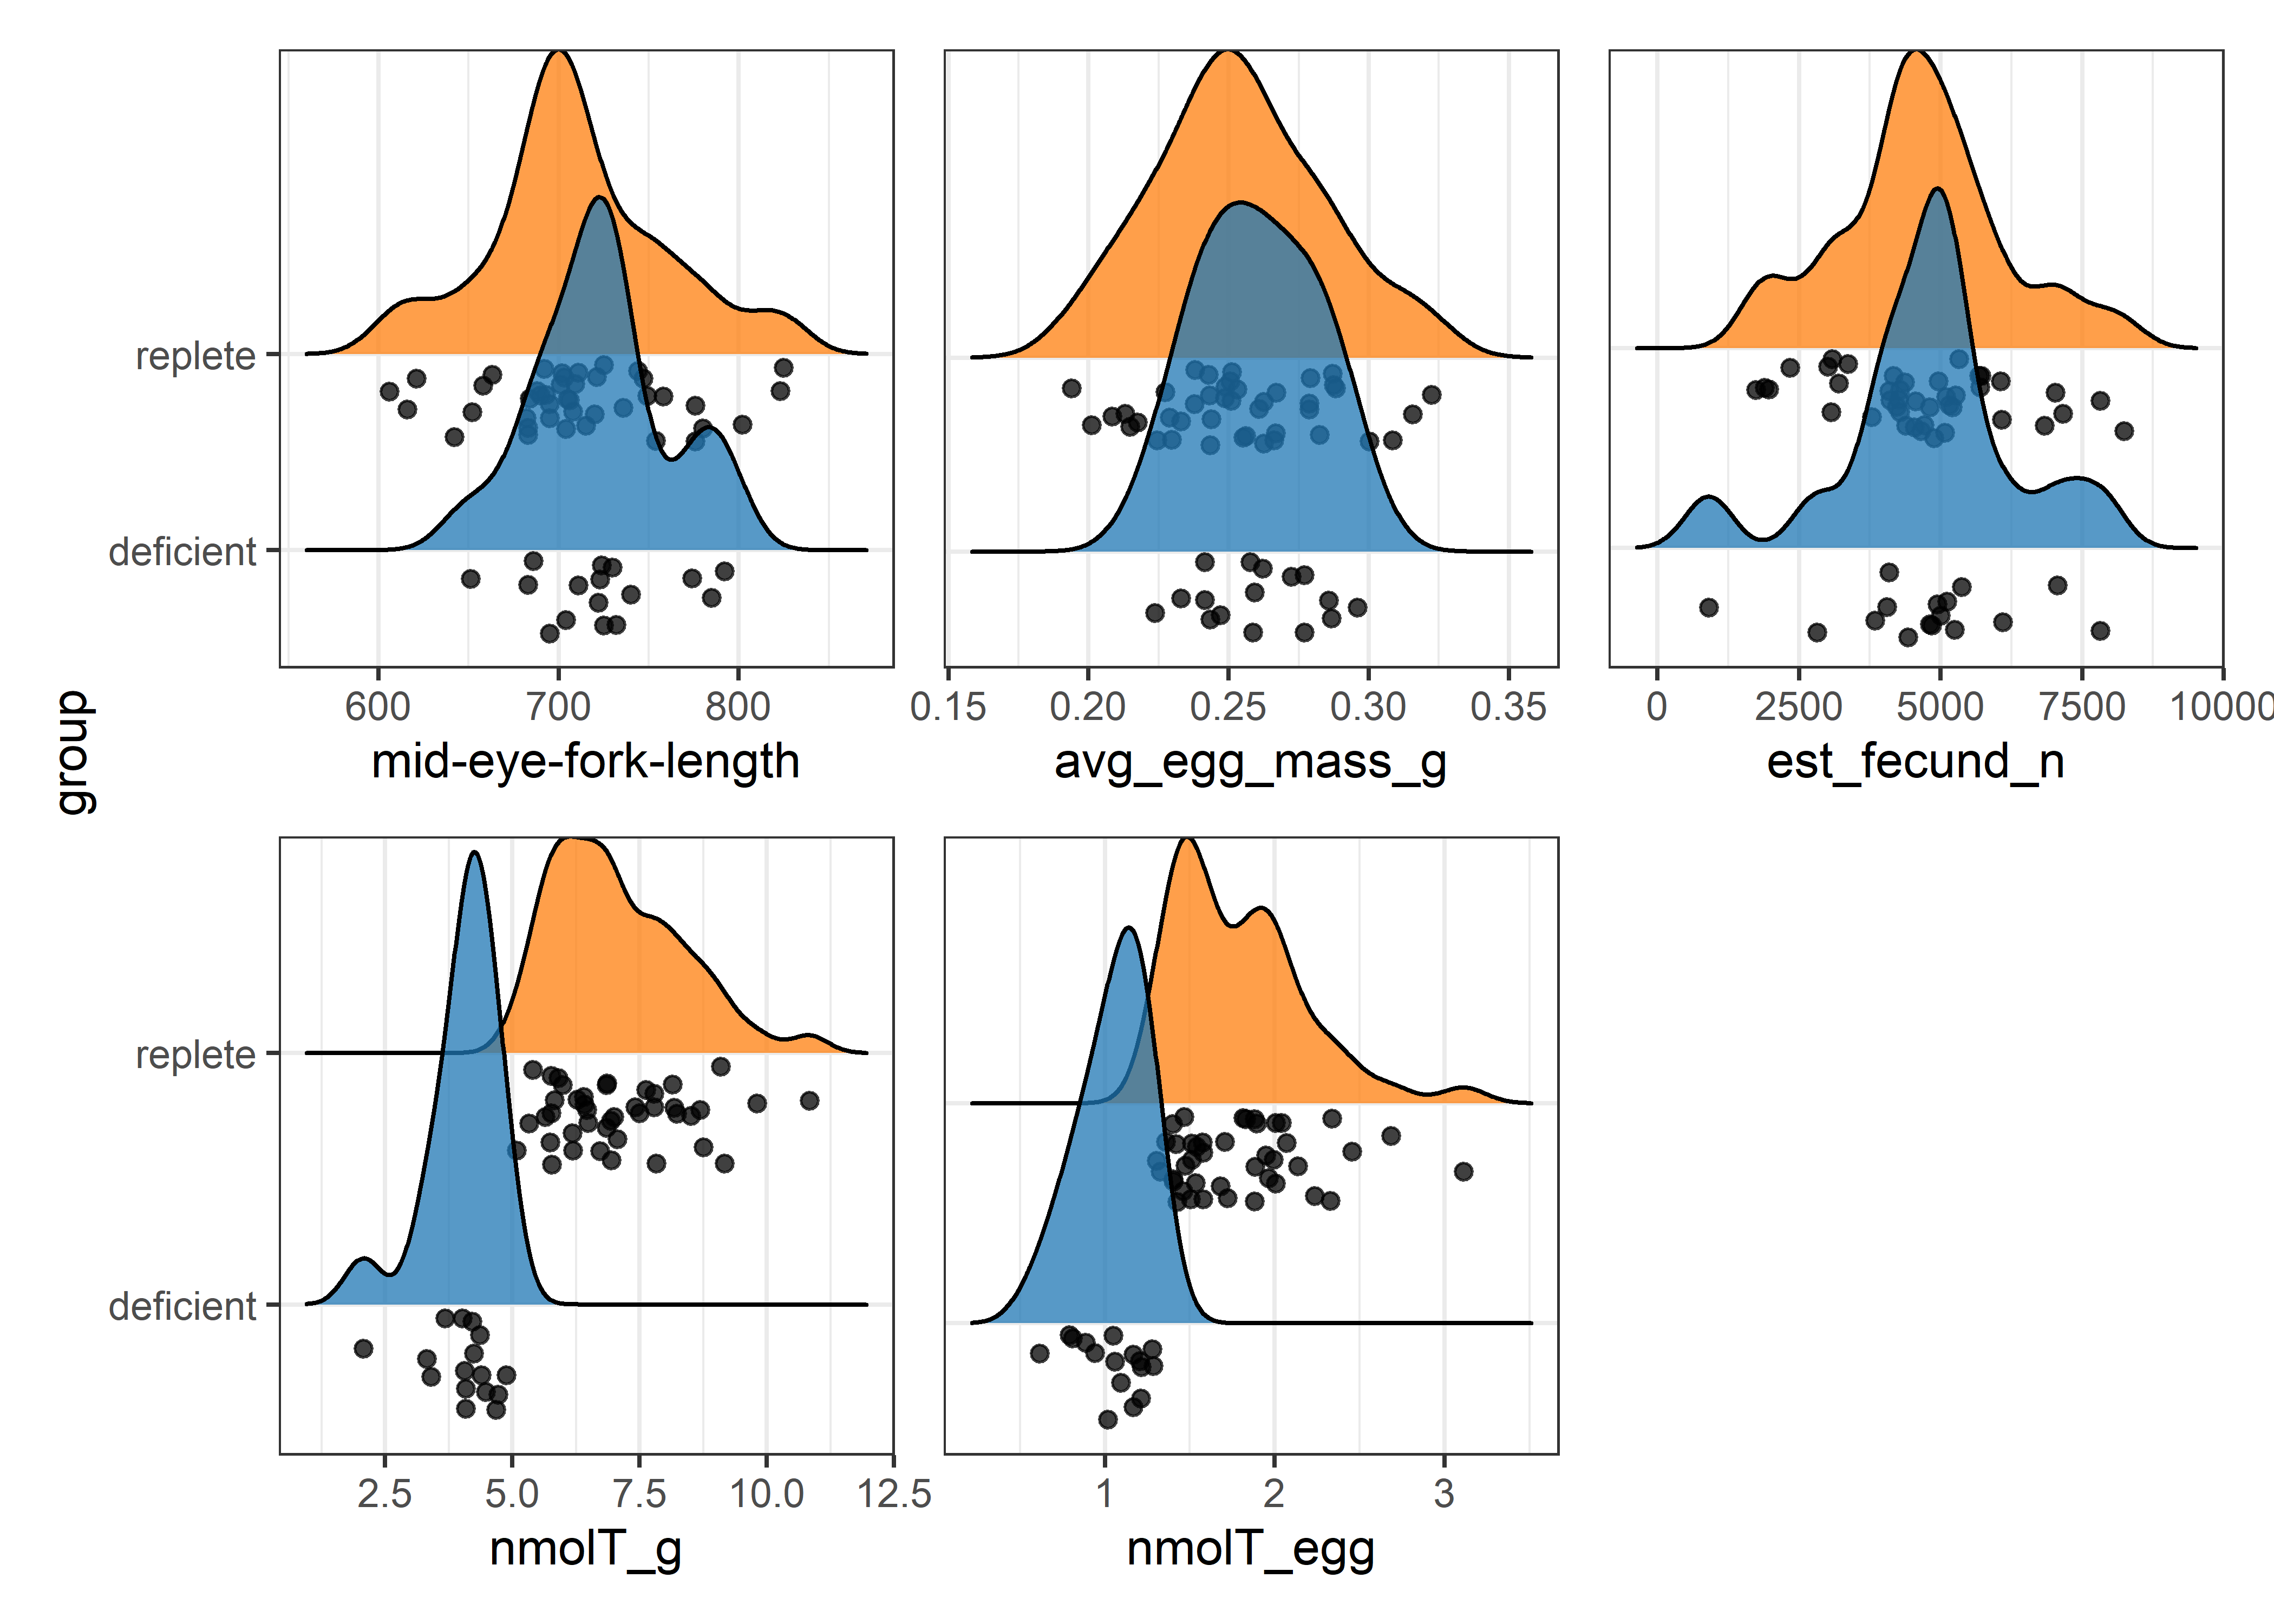 replete
deficient
600 700 800
mid-eye-fork-length
0.15 0.20 0.25 0.30 0.35
avg_egg_mass_g
0 2500 5000 7500 10000
est_fecund_n
group
replete
deficient
2.5 5.0 7.5 10.0 12.5
nmolT_g
1 2 3
nmolT_egg